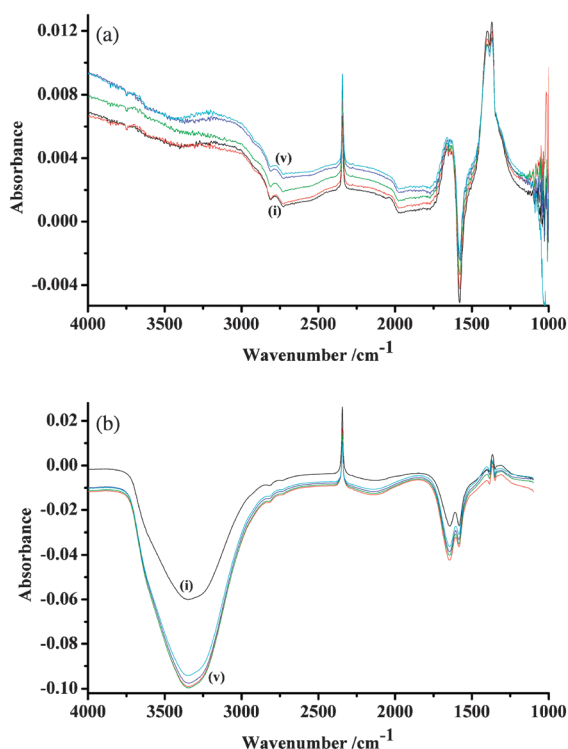 (a)
0.012
0.008
0.004
0.000
-0.004
Absorbance
(v)
(i)
4000 3500 3000 2500 2000 1500 1000
Wavenumber /cm-1
(b)
0.02
0.00
-0.02
-0.04
-0.06
-0.08
-0.10
Absorbance
(i)
(v)
4000 3500 3000 2500 2000 1500 1000
Wavenumber /cm-1